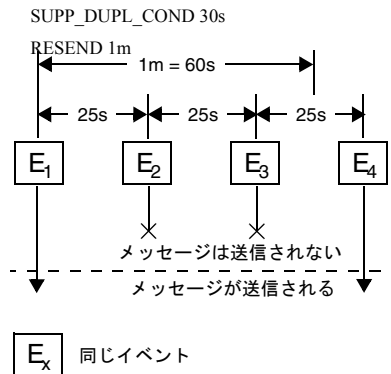 SUPP_DUPL_COND 30s
RESEND 1m
1m = 60s
25s 25s 25s
E1 E2 E3 E4
メッセージは送信されない
メッセージが送信される
Ex 同じイベント